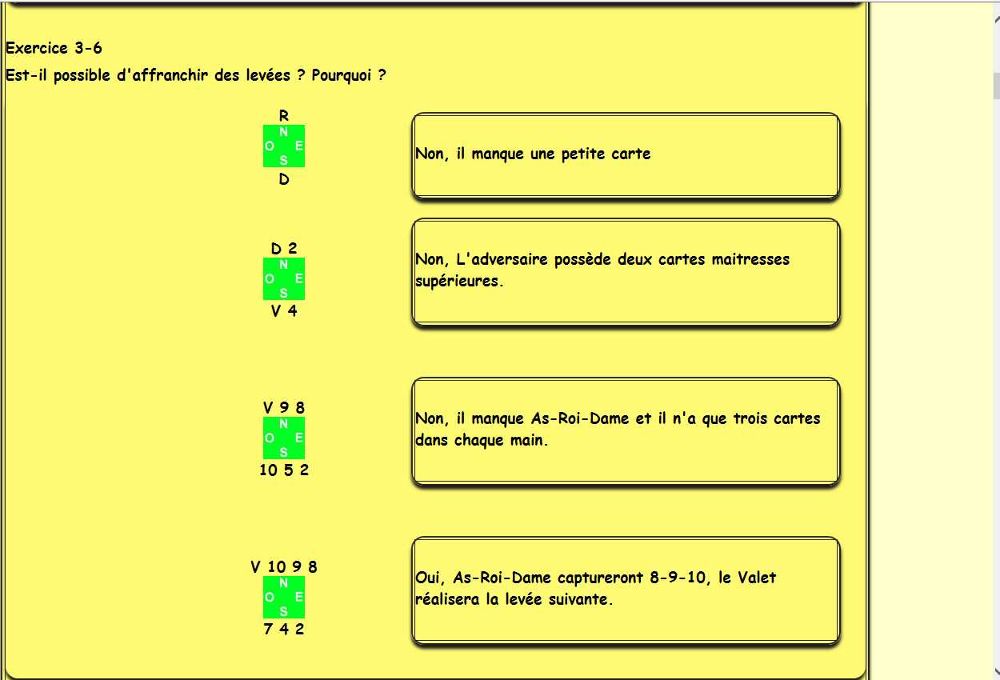 Exercice 3-6
Est-il possible d'affranchir des levées ? Pourquoi ?
R
N
O E
S
D
Non, il manque une petite carte
D 2
N
O E
S
V 4
Non, L'adversaire possède deux cartes maitresses
supérieures.
V 9 8
N
O E
S
10 5 2
Non, il manque As-Roi-Dame et il n'a que trois cartes
dans chaque main.
V 10 9 8
N
O E
S
7 4 2
Oui, As-Roi-Dame captureront 8-9-10, le Valet
réalisera la levée suivante.